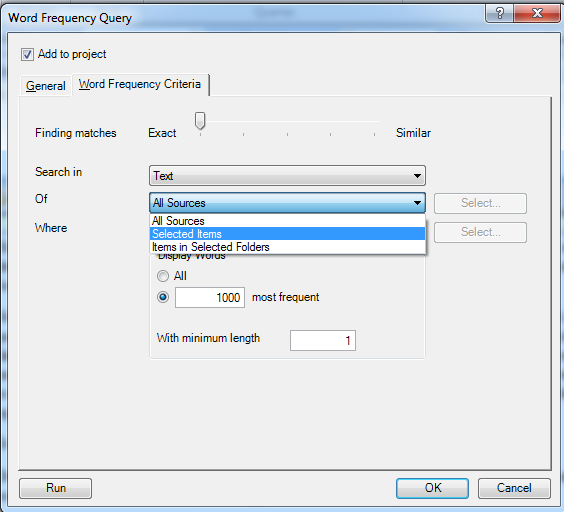 Word Frequency Query
Add to project
General Word Frequency Criteria
Finding matches Exact Similar
Search in Text
Of All Sources Select...
All Sources
Where Selected Items Select...
Items in Selected Folders
Display Words
All
1000 most frequent
With minimum length 1
Run OK Cancel